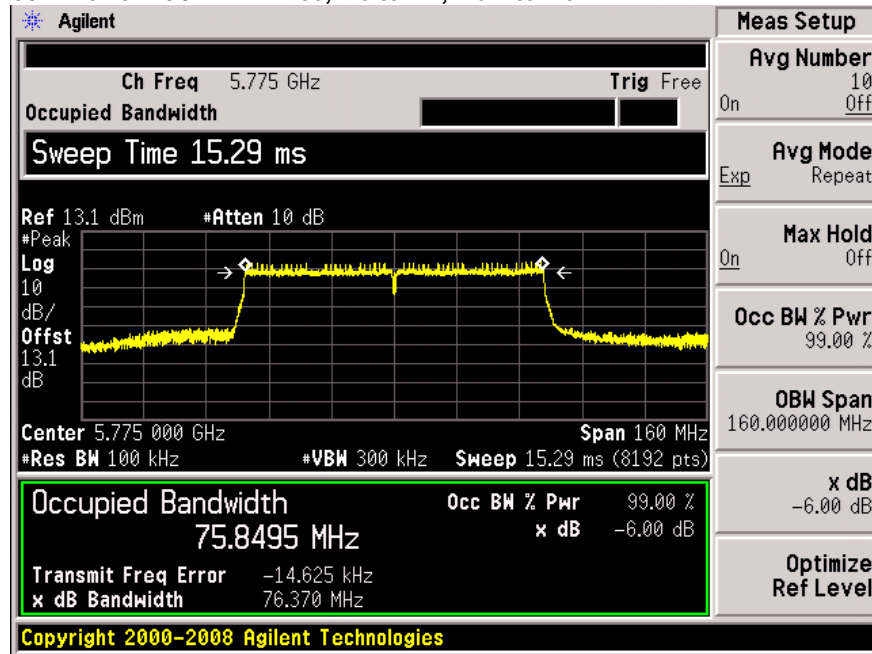 Agilent
Meas Setup
Ch Freq 5.775 GHz
Trig Free
Occupied Bandwidth
Sweep Time 15.29 ms
Ref 13.1 dBm
#Atten 10 dB
#Peak
Log
10
dB/
Offst
13.1
dB
Center 5.775 000 GHz
Span 160 MHz
#Res BW 100 kHz
#VBW 300 kHz
Sweep 15.29 ms (8192 pts)
Occupied Bandwidth
75.8495 MHz
Occ BW % Pwr 99.00 %
x dB -6.00 dB
Transmit Freq Error -14.625 kHz
x dB Bandwidth 76.370 MHz
Copyright 2000-2008 Agilent Technologies
Avg Number
10
On Off
Avg Mode
Exp Repeat
Max Hold
On Off
Occ BW % Pwr
99.00 %
OBW Span
160.000000 MHz
x dB
-6.00 dB
Optimize
Ref Level